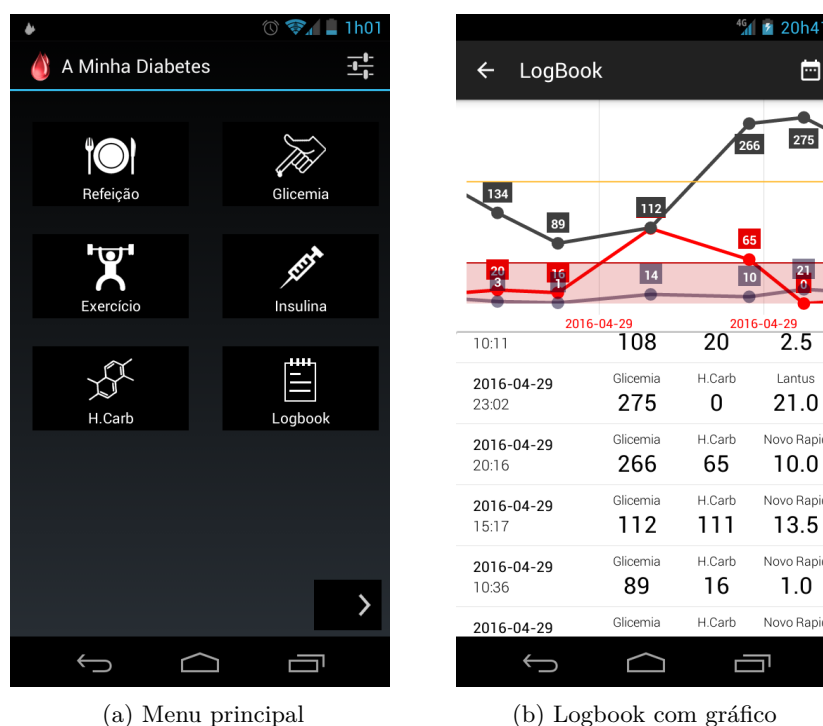 1h01
A Minha Diabetes
Refeição
Glicemia
Exercício
Insulina
H.Carb
Logbook
(a) Menu principal
4G 20h41
LogBook
134
89
112
266
275
65
20
3
16
1
14
10
21
0
2016-04-29
2016-04-29
10:11 108 20 2.5
Glicemia H.Carb Lantus
2016-04-29
23:02 275 0 21.0
Glicemia H.Carb Novo Rapi
2016-04-29
20:16 266 65 10.0
Glicemia H.Carb Novo Rapi
2016-04-29
15:17 112 111 13.5
Glicemia H.Carb Novo Rapi
2016-04-29
10:36 89 16 1.0
Glicemia H.Carb Novo Rapi
2016-04-29
(b) Logbook com gráfico